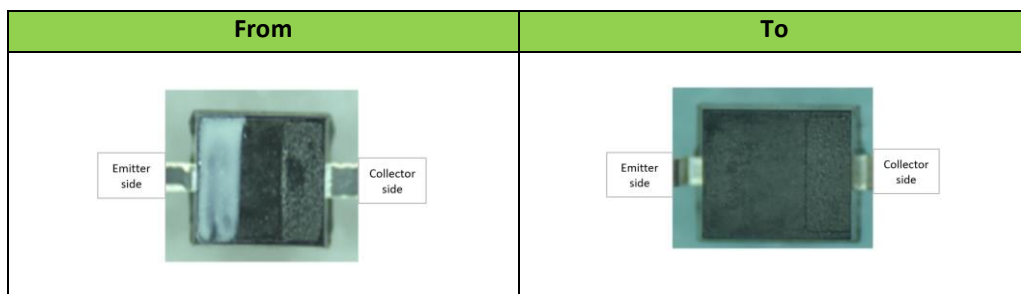 From
To
Emitter
side
Collector
side
Emitter
side
Collector
side